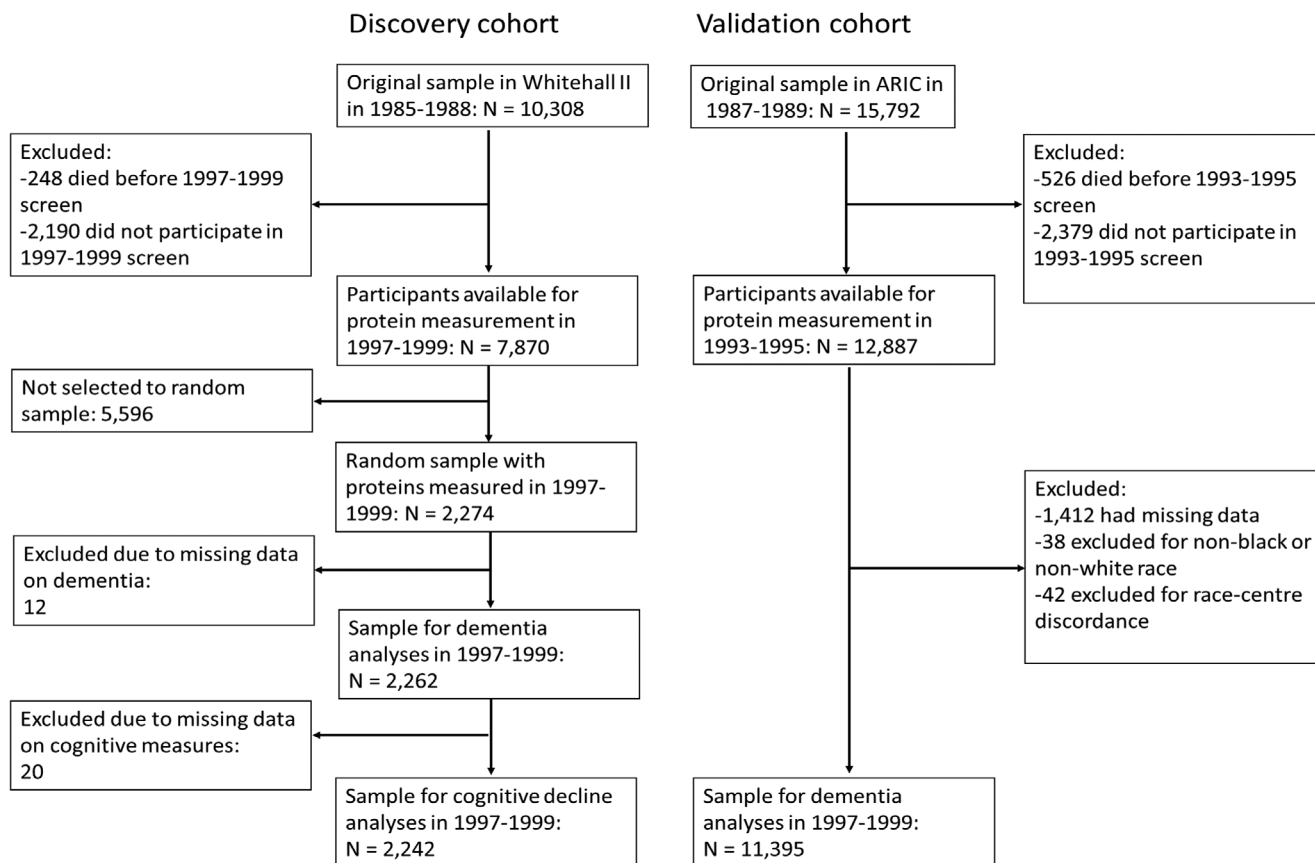 Discovery cohort
Original sample in Whitehall II
in 1985-1988: N = 10,308
Excluded:
-248 died before 1997-1999
screen
-2,190 did not participate in
1997-1999 screen
Participants available for
protein measurement in
1997-1999: N = 7,870
Not selected to random
sample: 5,596
Random sample with
proteins measured in 1997-
1999: N = 2,274
Excluded due to missing data
on dementia:
12
Sample for dementia
analyses in 1997-1999:
N = 2,262
Excluded due to missing data
on cognitive measures:
20
Sample for cognitive decline
analyses in 1997-1999:
N = 2,242
Validation cohort
Original sample in ARIC in
1987-1989: N = 15,792
Excluded:
-526 died before 1993-1995
screen
-2,379 did not participate in
1993-1995 screen
Participants available for
protein measurement in
1993-1995: N = 12,887
Excluded:
-1,412 had missing data
-38 excluded for non-black or
non-white race
-42 excluded for race-centre
discordance
Sample for dementia
analyses in 1997-1999:
N = 11,395